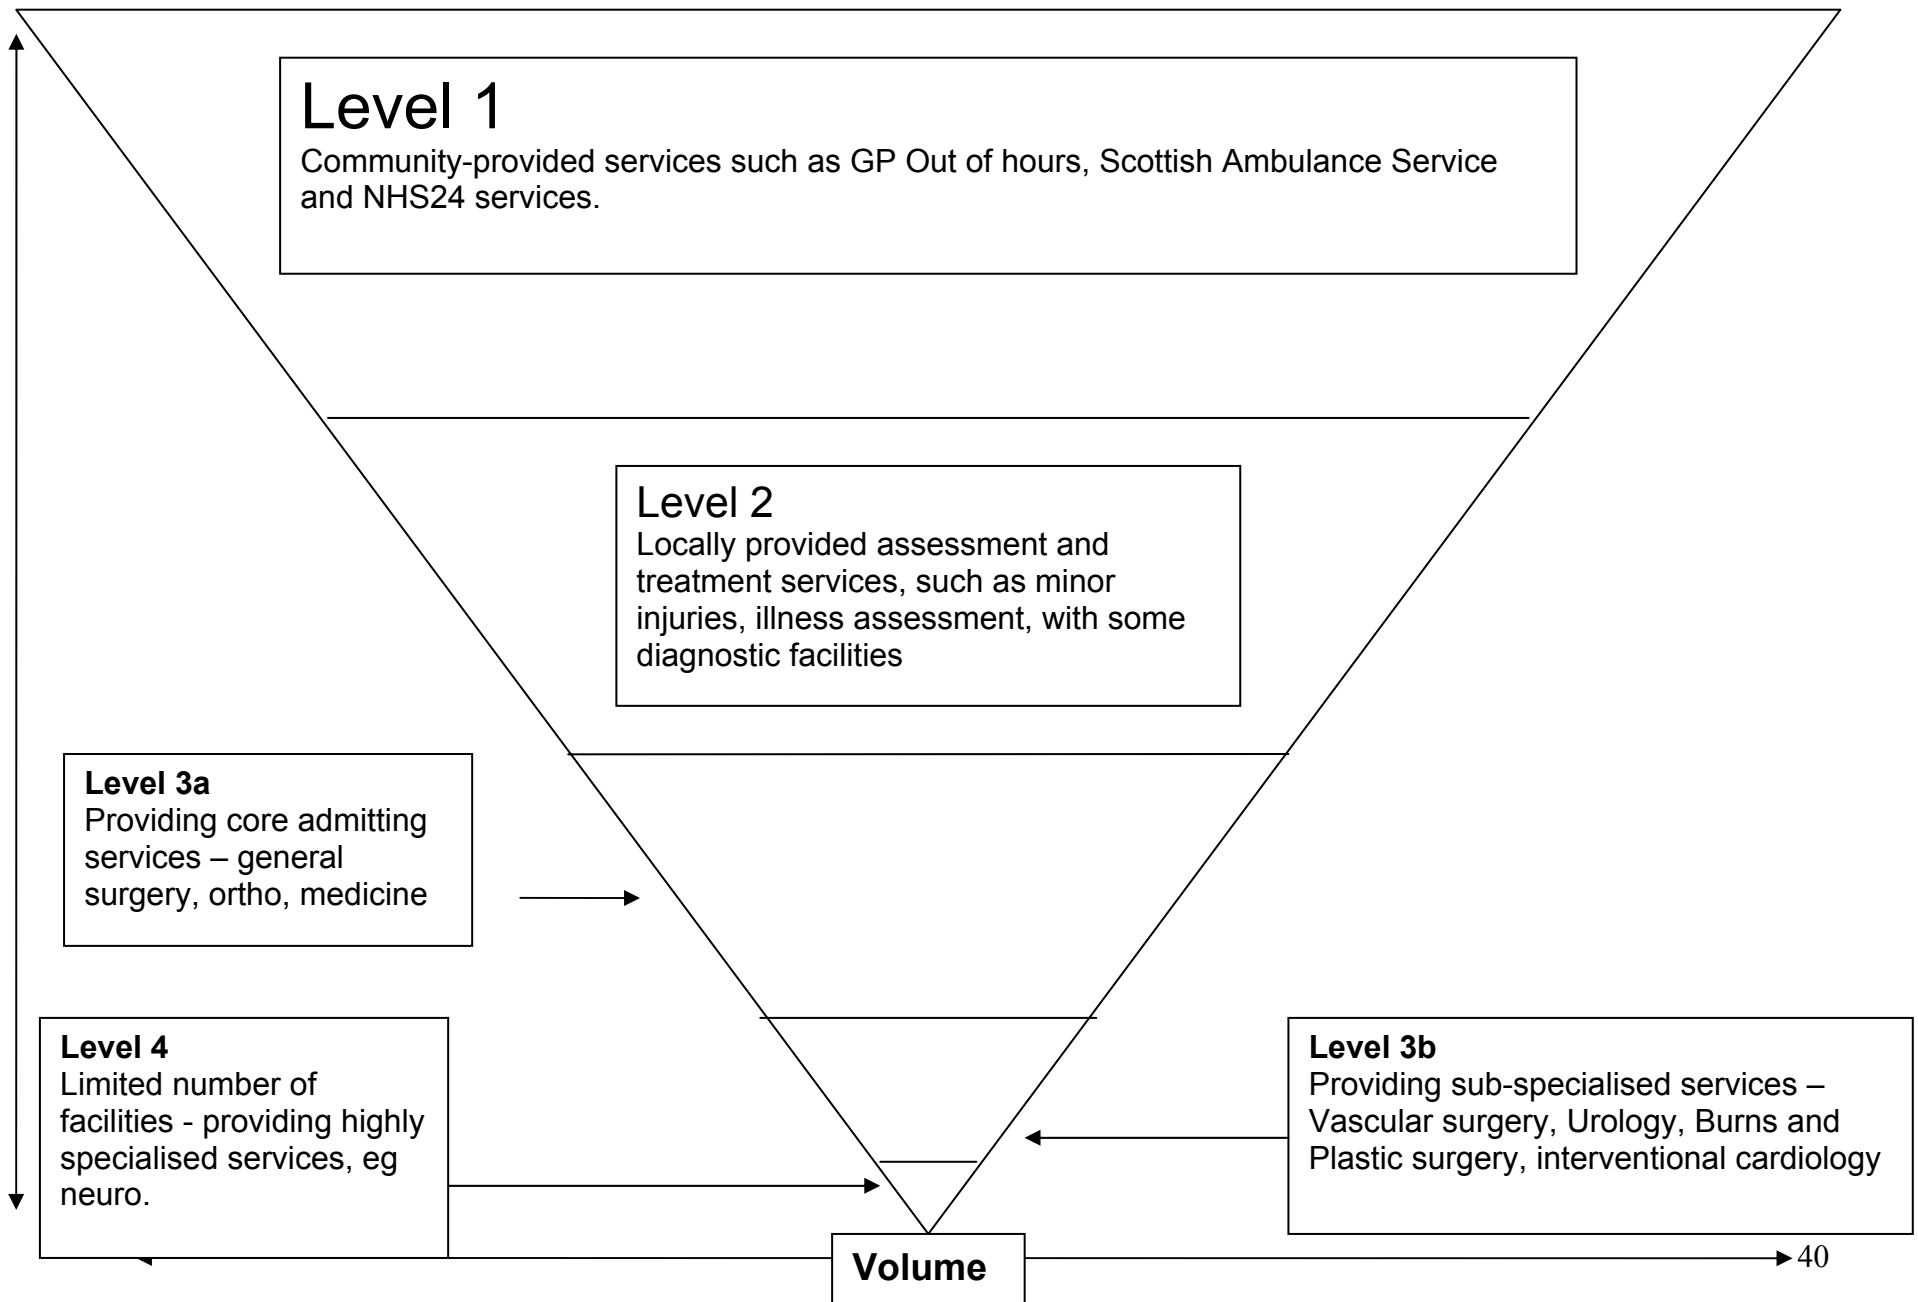 Level 1
Community-provided services such as GP Out of hours, Scottish Ambulance Service
and NHS24 services.
Level 2
Locally provided assessment and
treatment services, such as minor
injuries, illness assessment, with some
diagnostic facilities
Level 3a
Providing core admitting
services – general
surgery, ortho, medicine
Level 4
Limited number of
facilities - providing highly
specialised services, eg
neuro.
Level 3b
Providing sub-specialised services –
Vascular surgery, Urology, Burns and
Plastic surgery, interventional cardiology
Volume
40